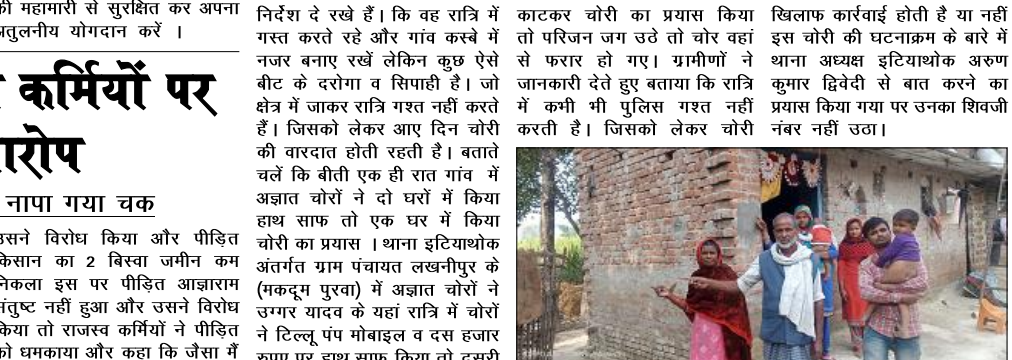 की महामारी से सुरक्षित कर अपना
अतुलनीय योगदान करें ।
कर्मियों पर
नापा गया चक
उसने विरोध किया और पीड़ित
किसान का 2 बिस्वा जमीन कम
निकला इस पर पीड़ित आज्ञाराम
संतुष्ट नहीं हुआ और उसने विरोध
किया तो राजस्व कर्मियों ने पीड़ित
को धमकाया और कहा कि जैसा मैं
निर्देश दे रखे हैं। कि वह रात्रि में
गस्त करते रहे और गांव कस्बे में
नजर बनाए रखें लेकिन कुछ ऐसे
बीट के दरोगा व सिपाही है। जो
क्षेत्र में जाकर रात्रि गश्त नहीं करते
हैं। जिसको लेकर आए दिन चोरी
की वारदात होती रहती है। बताते
चलें कि बीती एक ही रात गांव में
अज्ञात चोरों ने दो घरों में किया
हाथ साफ तो एक घर में किया
चोरी का प्रयास । थाना इटियाथोक
अंतर्गत ग्राम पंचायत लखनीपुर के
(मकदूम पुरवा) में अज्ञात चोरों ने
उग्गर यादव के यहां रात्रि में चोरों
ने टिल्लू पंप मोबाइल व दस हजार
रुपए पर हाथ साफ किया तो दूसरी
काटकर चोरी का प्रयास किया
तो परिजन जग उठे तो चोर वहां
से फरार हो गए। ग्रामीणों ने
जानकारी देते हुए बताया कि रात्रि
में कभी भी पुलिस गश्त नहीं
करती है। जिसको लेकर चोरी
खिलाफ कार्रवाई होती है या नहीं
इस चोरी की घटनाक्रम के बारे में
थाना अध्यक्ष इटियाथोक अरुण
कुमार द्विवेदी से बात करने का
प्रयास किया गया पर उनका शिवजी
नंबर नहीं उठा।